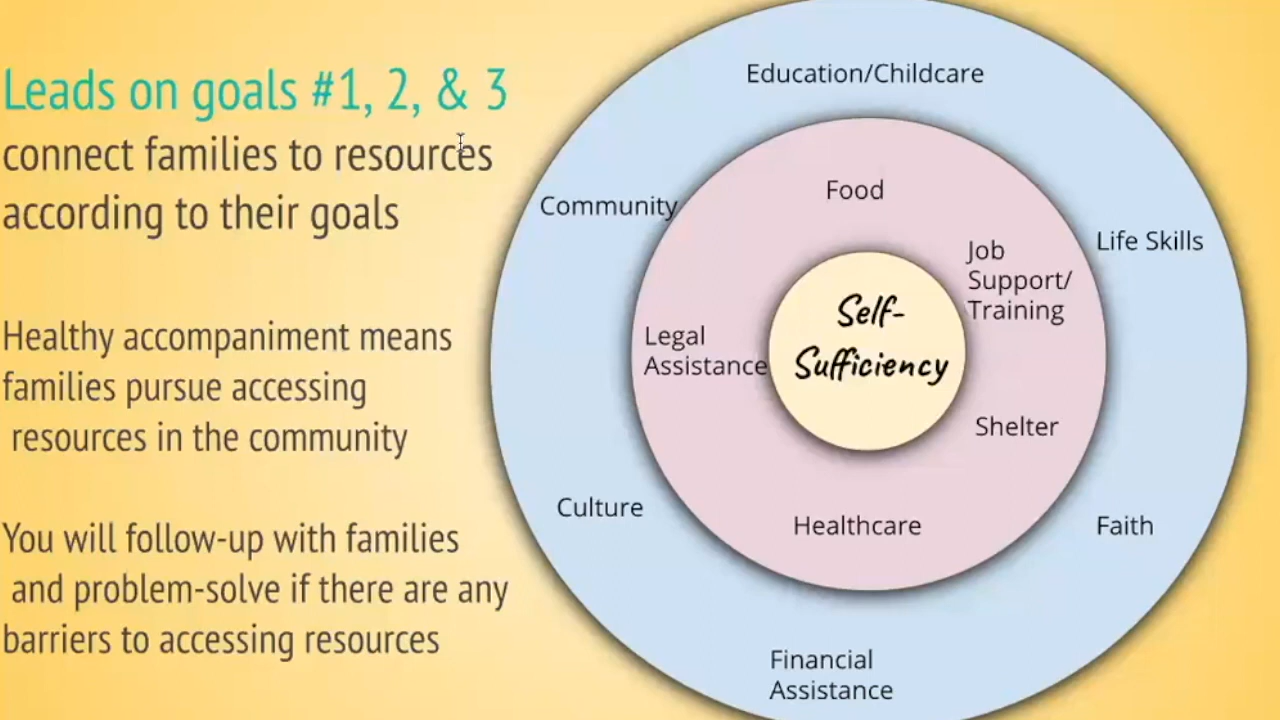 Leads on goals #1, 2, & 3
connect families to resources
according to their goals
Healthy accompaniment means
families pursue accessing
resources in the community
You will follow-up with families
and problem-solve if there are any
barriers to accessing resources
Education/Childcare
Community
Food
Life Skills
Job
Support/
Training
Self-
Sufficiency
Legal
Assistance
Shelter
Culture
Healthcare
Faith
Financial
Assistance